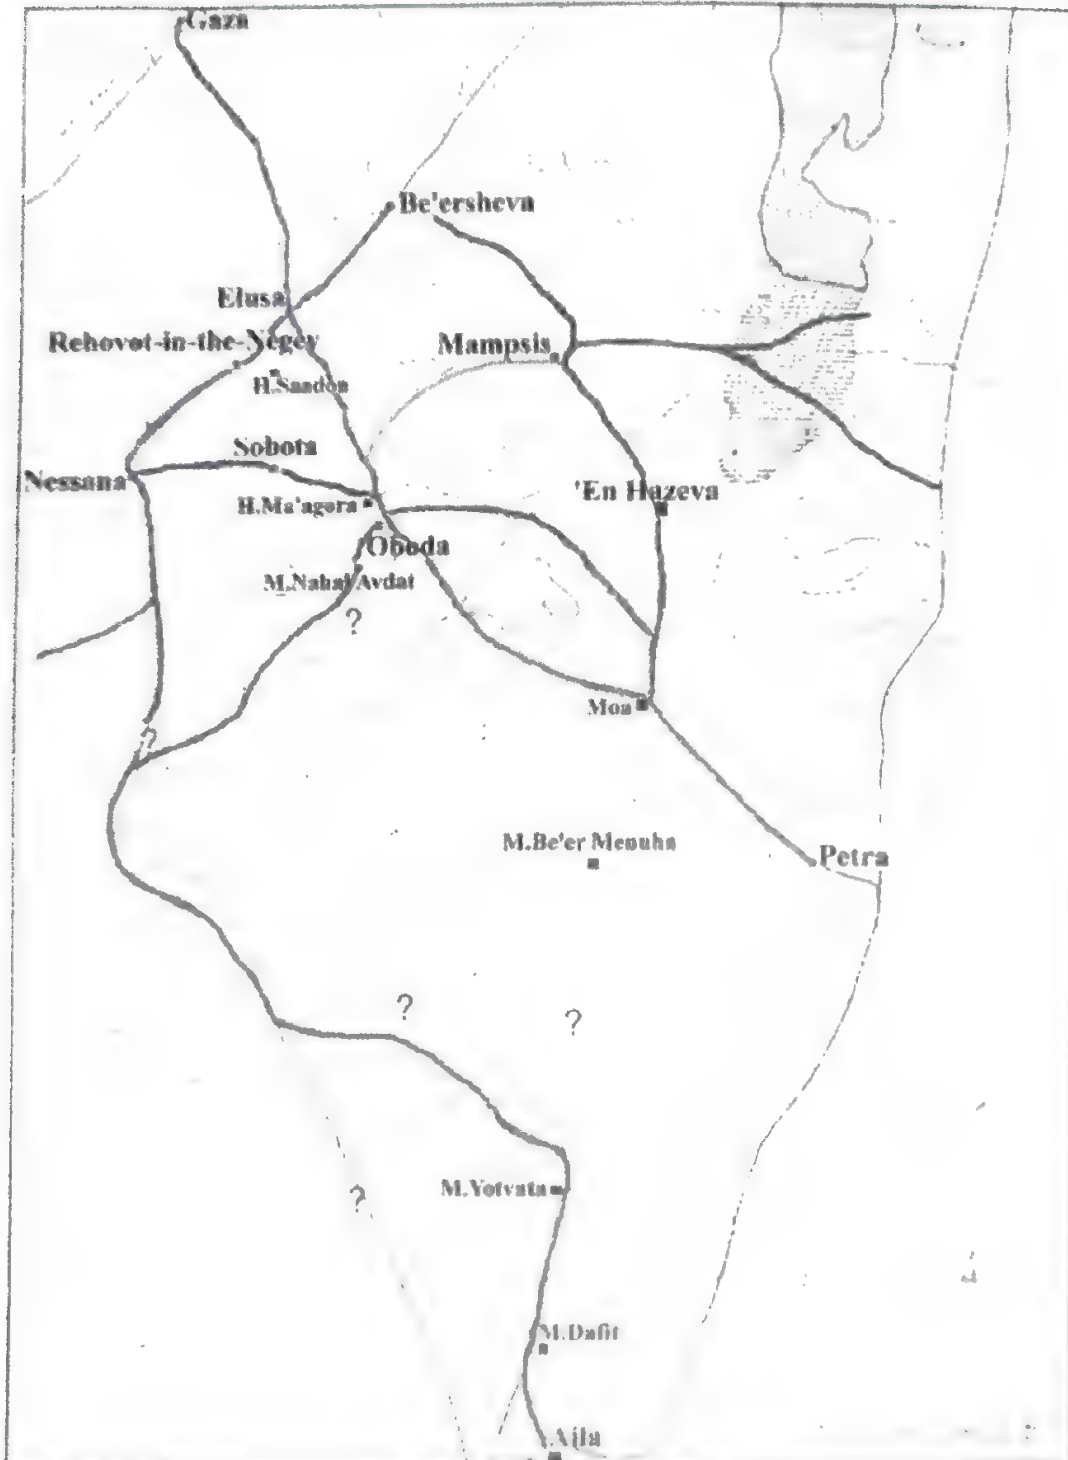 Gaza
Be'ersheva
Elusa
Rehovot-in-the-Negev
Mampsis
H.Saadon
Sobota
Nessana
'En Hazeva
H.Ma'agora
Oboda
M.Nahal Avdat
?
Moa
?
M.Be'er Menuha
Petra
?
?
M.Yotvata
?
M.Dafit
Aila